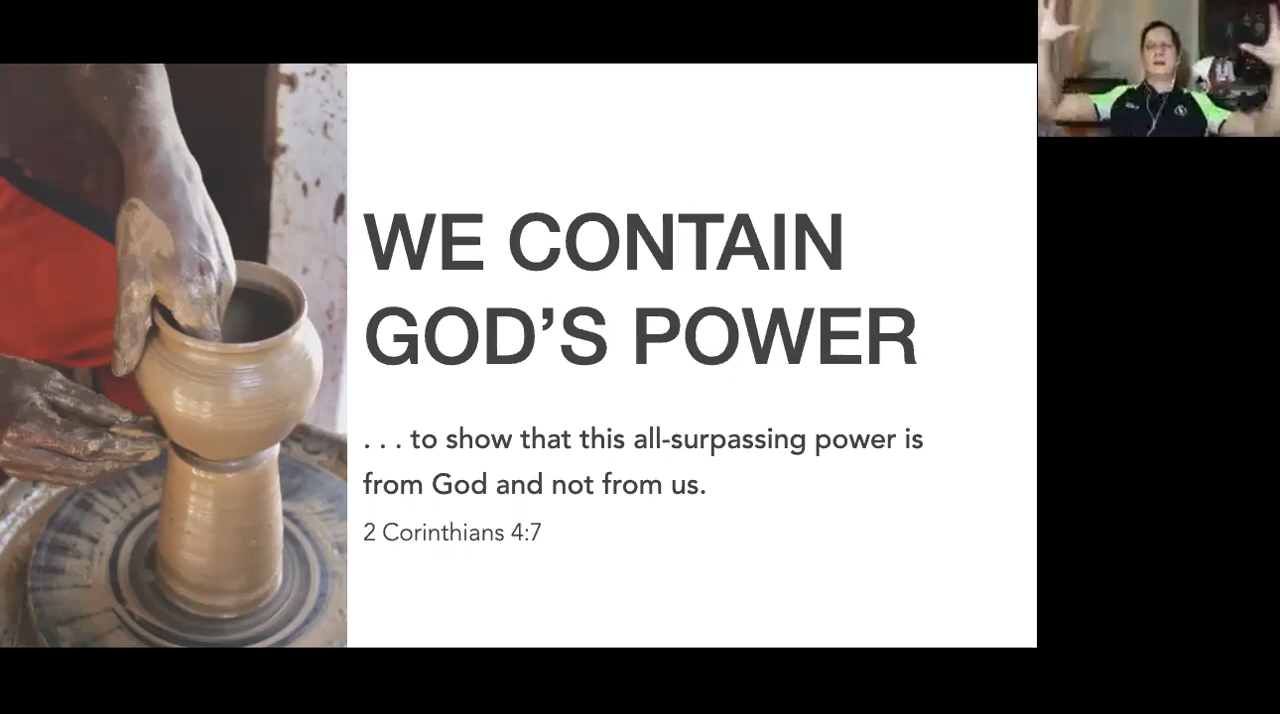 WE CONTAIN
GOD’S POWER
. . . to show that this all-surpassing power is
from God and not from us.
2 Corinthians 4:7